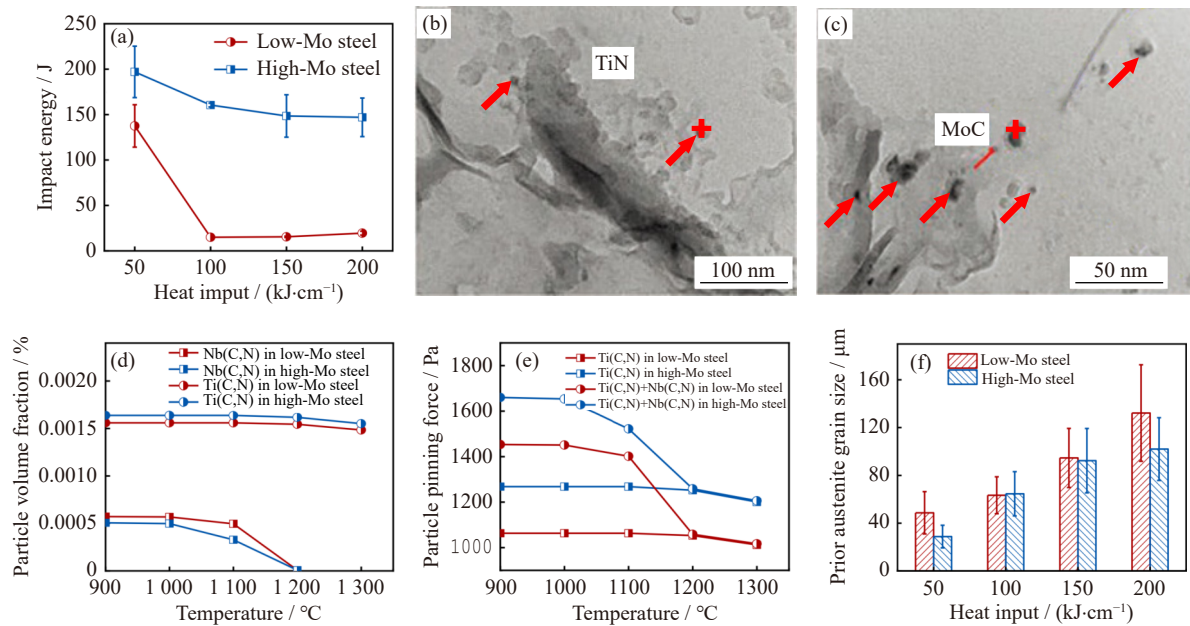 (a)
Low-Mo steel
High-Mo steel
250
200
150
100
50
0
Impact energy / J
50 100 150 200
Heat imput / (kJ·cm⁻¹)
(b)
TiN
100 nm
(c)
MoC
50 nm
(d)
Nb(C,N) in low-Mo steel
Nb(C,N) in high-Mo steel
Ti(C,N) in low-Mo steel
Ti(C,N) in high-Mo steel
0.0020
0.0015
0.0010
0.0005
0
Particle volume fraction / %
900 1 000 1 100 1 200 1 300
Temperature / °C
(e)
Ti(C,N) in low-Mo steel
Ti(C,N) in high-Mo steel
Ti(C,N)+Nb(C,N) in low-Mo steel
Ti(C,N)+Nb(C,N) in high-Mo steel
1800
1600
1400
1200
1000
Particle pinning force / Pa
900 1 000 1 100 1200 1 300
Temperature / °C
(f)
Low-Mo steel
High-Mo steel
160
120
80
40
0
Prior austenite grain size / μm
50 100 150 200
Heat input / (kJ·cm⁻¹)